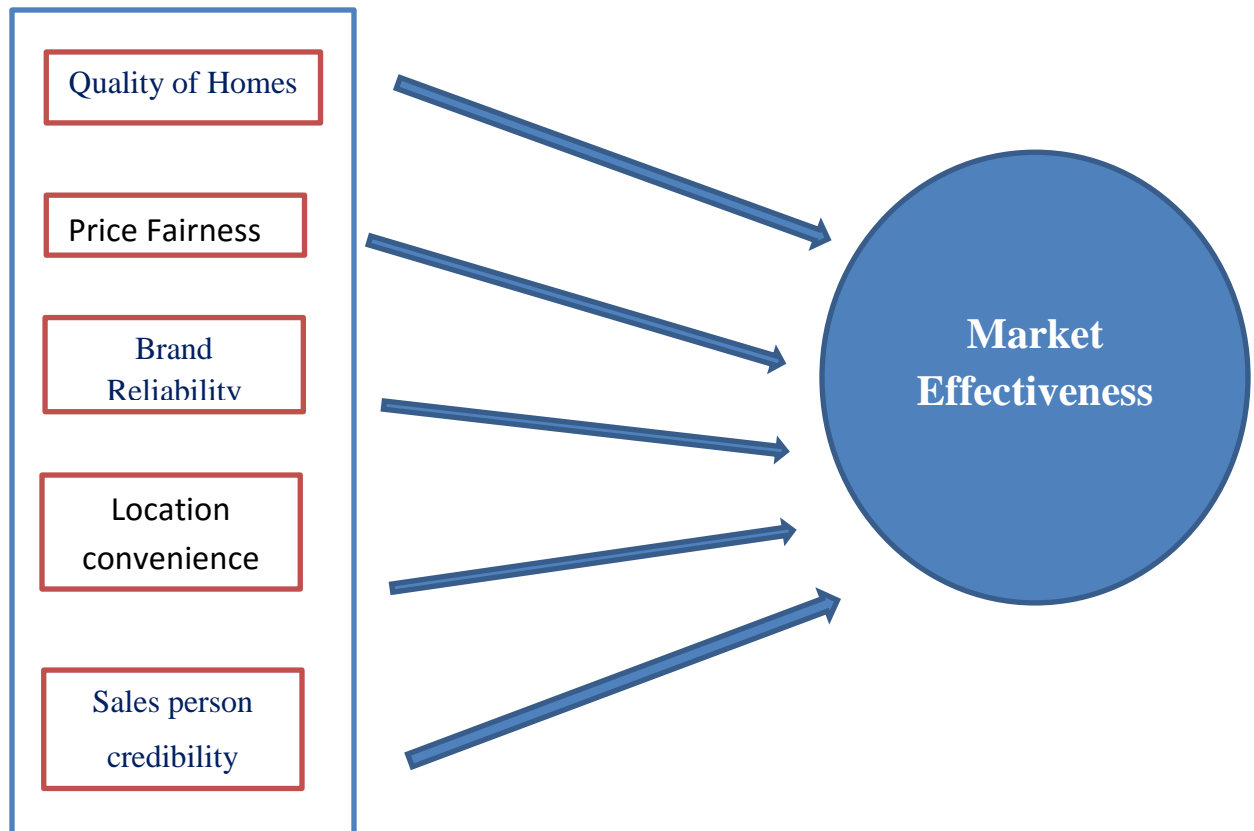 Quality of Homes
Price Fairness
Brand
Reliability
Location
convenience
Sales person
credibility
Market
Effectiveness